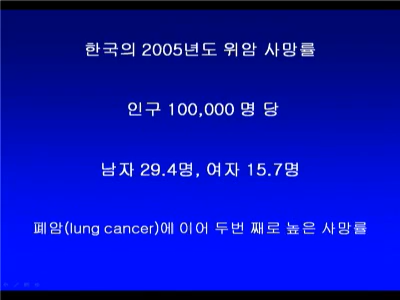 한국의 2005년도 위암 사망률
인구 100,000 명 당
남자 29.4명, 여자 15.7명
폐암(lung cancer)에 이어 두번 째로 높은 사망률